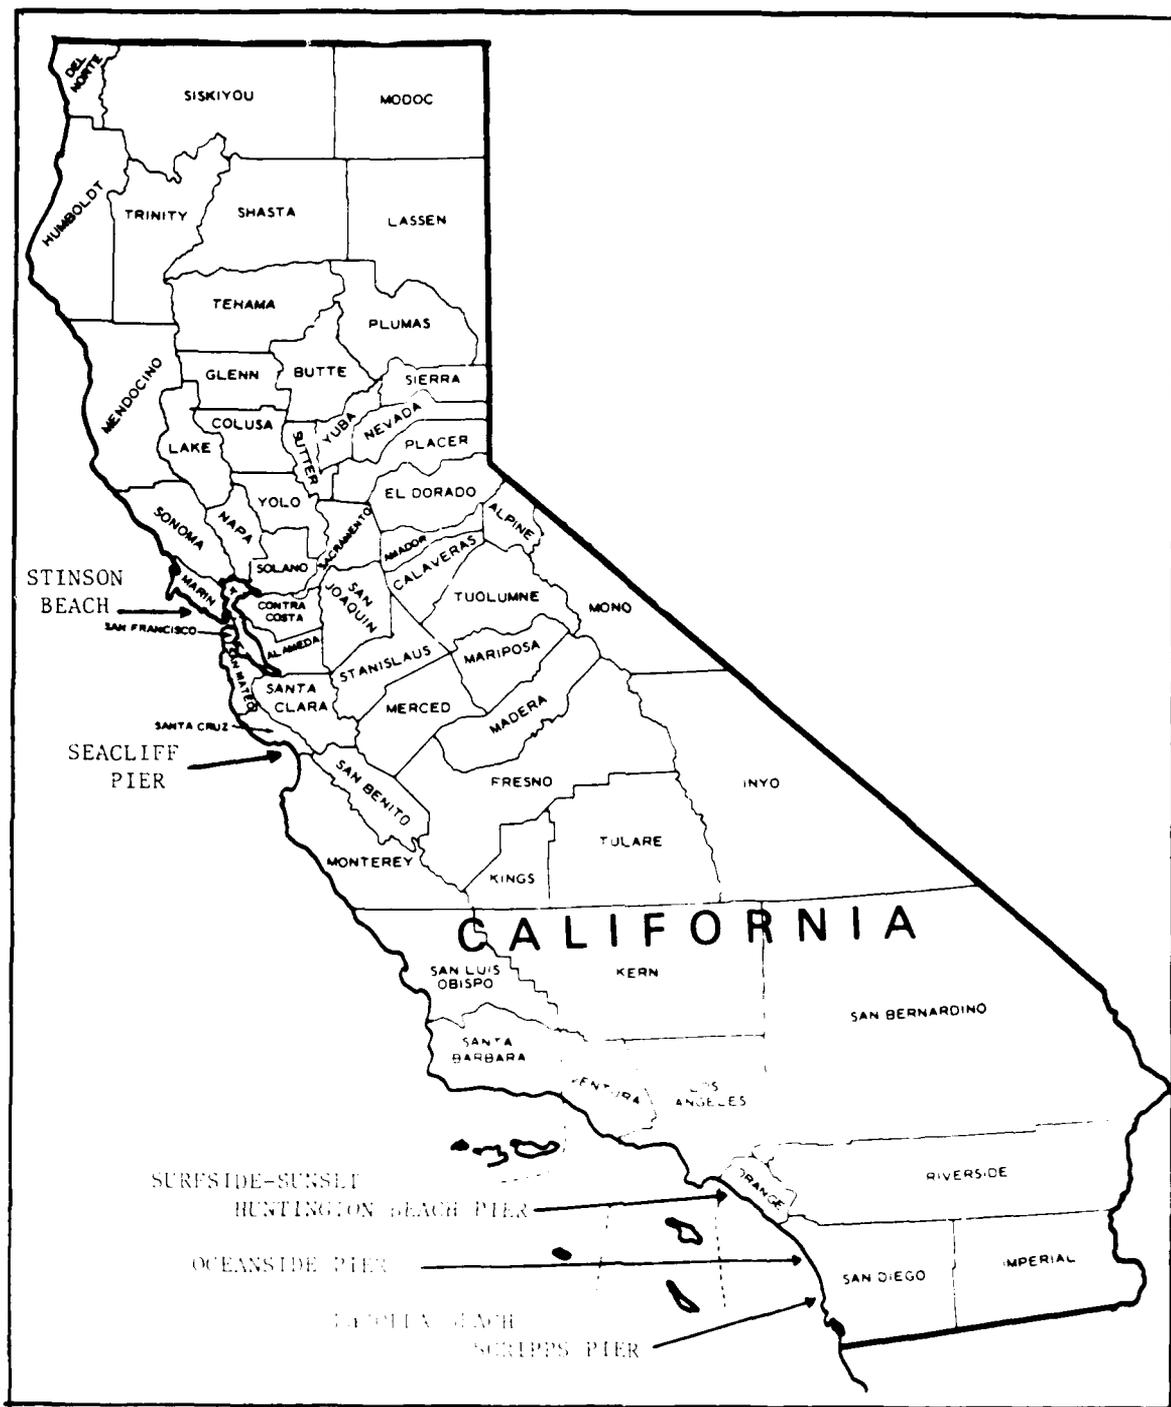 DEL
NORTE
SISKIYOU
MODOC
HUMBOLDT
TRINITY
SHASTA
LASSEN
TEHAMA
PLUMAS
MENDOCINO
GLENN
BUTTE
SIERRA
COLUSA
LAKE
SUTTER
YUBA
NEVADA
PLACER
YOLO
EL DORADO
SONOMA
NAPA
SACRAMENTO
ALPINE
AMADOR
SOLANO
CALAVERAS
STINSON
BEACH
MARIN
CONTRA
COSTA
SAN
JOAQUIN
TUOLUMNE
MONO
SAN FRANCISCO
ALAMEDA
STANISLAUS
MARIPOSA
SAN MATEO
SANTA
CLARA
MERCED
MADERA
SANTA CRUZ
SEACLIFF
PIER
SAN BENITO
FRESNO
INYO
TULARE
MONTEREY
KINGS
CALIFORNIA
SAN LUIS
OBISPO
KERN
SAN BERNARDINO
SANTA
BARBARA
VENTURA
LOS
ANGELES
SURFSIDE-SUNSET
HUNTINGTON BEACH PIER
ORANGE
RIVERSIDE
OCEANSIDE PIER
SAN DIEGO
IMPERIAL
BEACH
SCRIPPS PIER